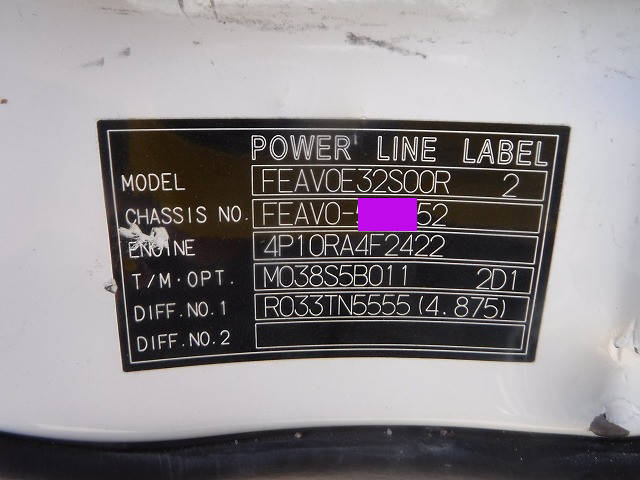 POWER LINE LABEL
MODEL FEAV0E32S00R 2
CHASSIS NO. FEAV0-5 52
ENGINE 4P10RA4F2422
T/M·OPT. M038S5B011 2D1
DIFF.NO.1 R033TN5555(4.875)
DIFF.NO.2